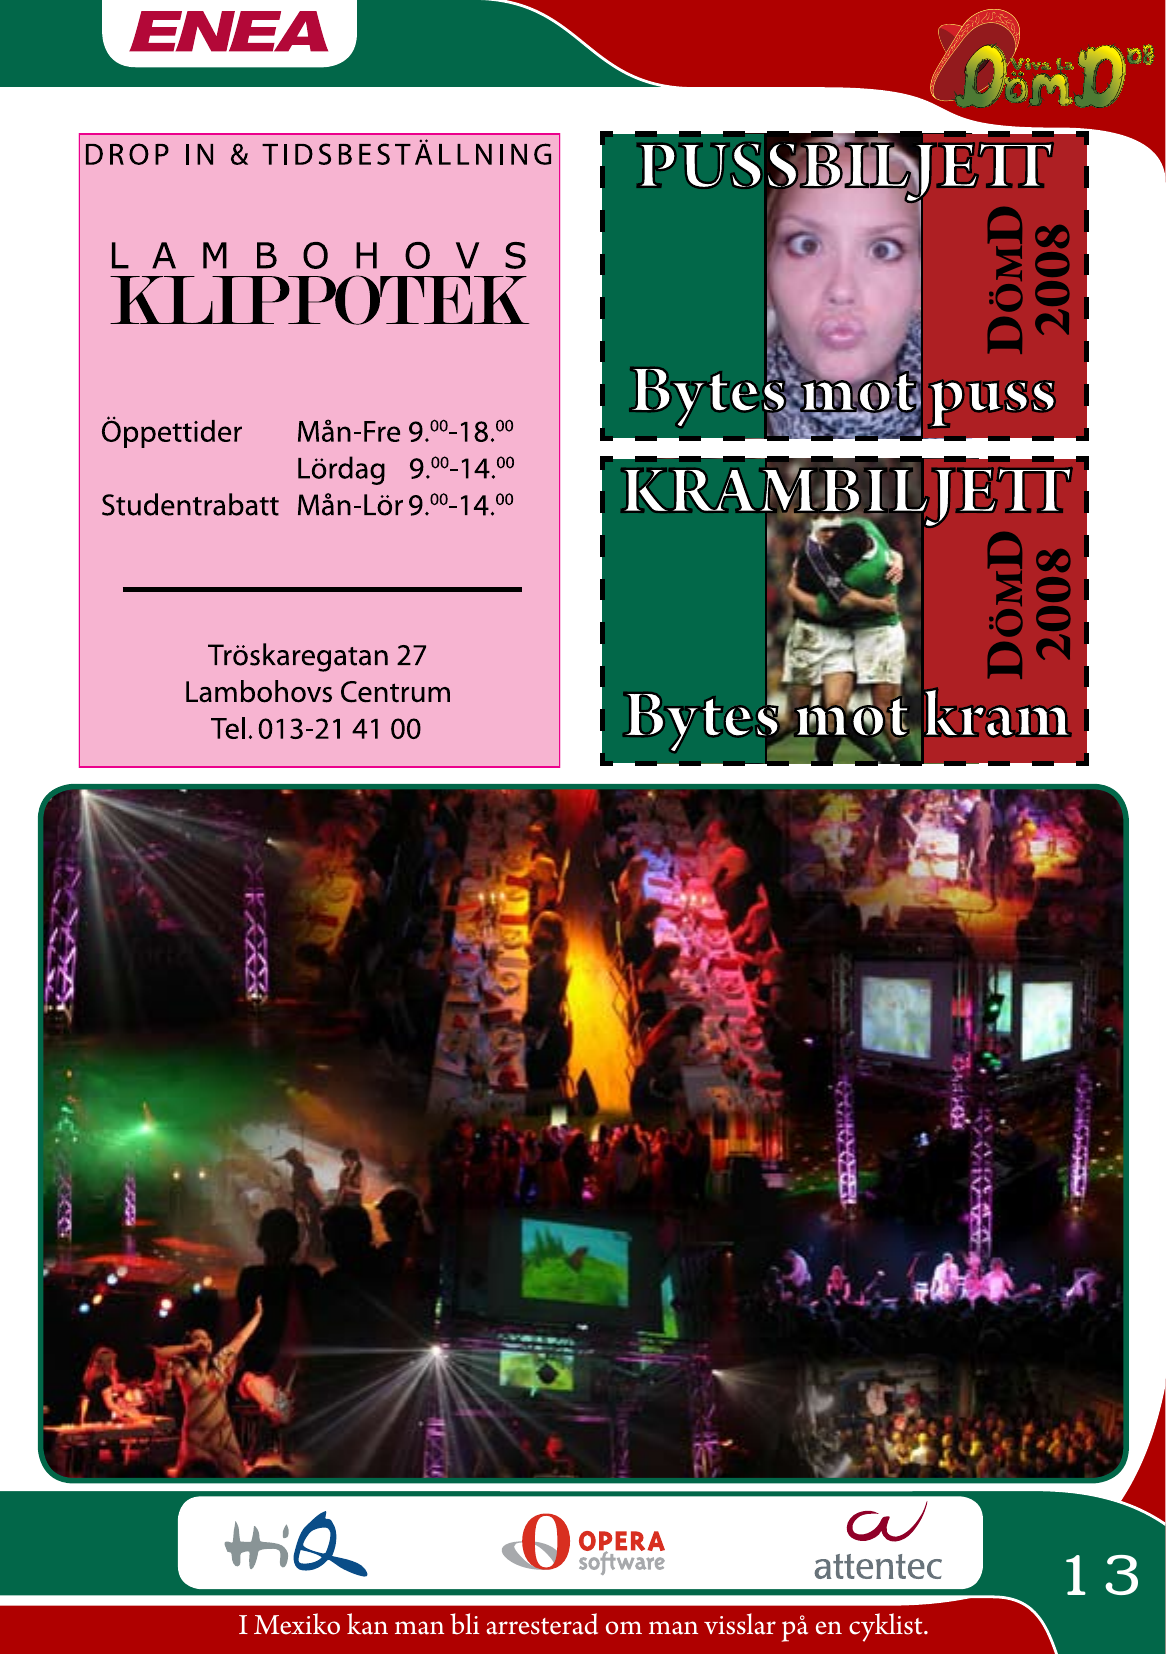 ENEA
Viva la
DömD 08
DROP IN & TIDSBESTÄLLNING
LAMBOHOVS
KLIPPOTEK
Öppettider Mån-Fre 9.00-18.00
Lördag 9.00-14.00
Studentrabatt Mån-Lör 9.00-14.00
Tröskaregatan 27
Lambohovs Centrum
Tel. 013-21 41 00
PUSSBILJETT
DÖMD
2008
Bytes mot puss
KRAMBILJETT
DÖMD
2008
Bytes mot kram
HiQ
OPERA
software
attentec
13
I Mexiko kan man bli arresterad om man visslar på en cyklist.